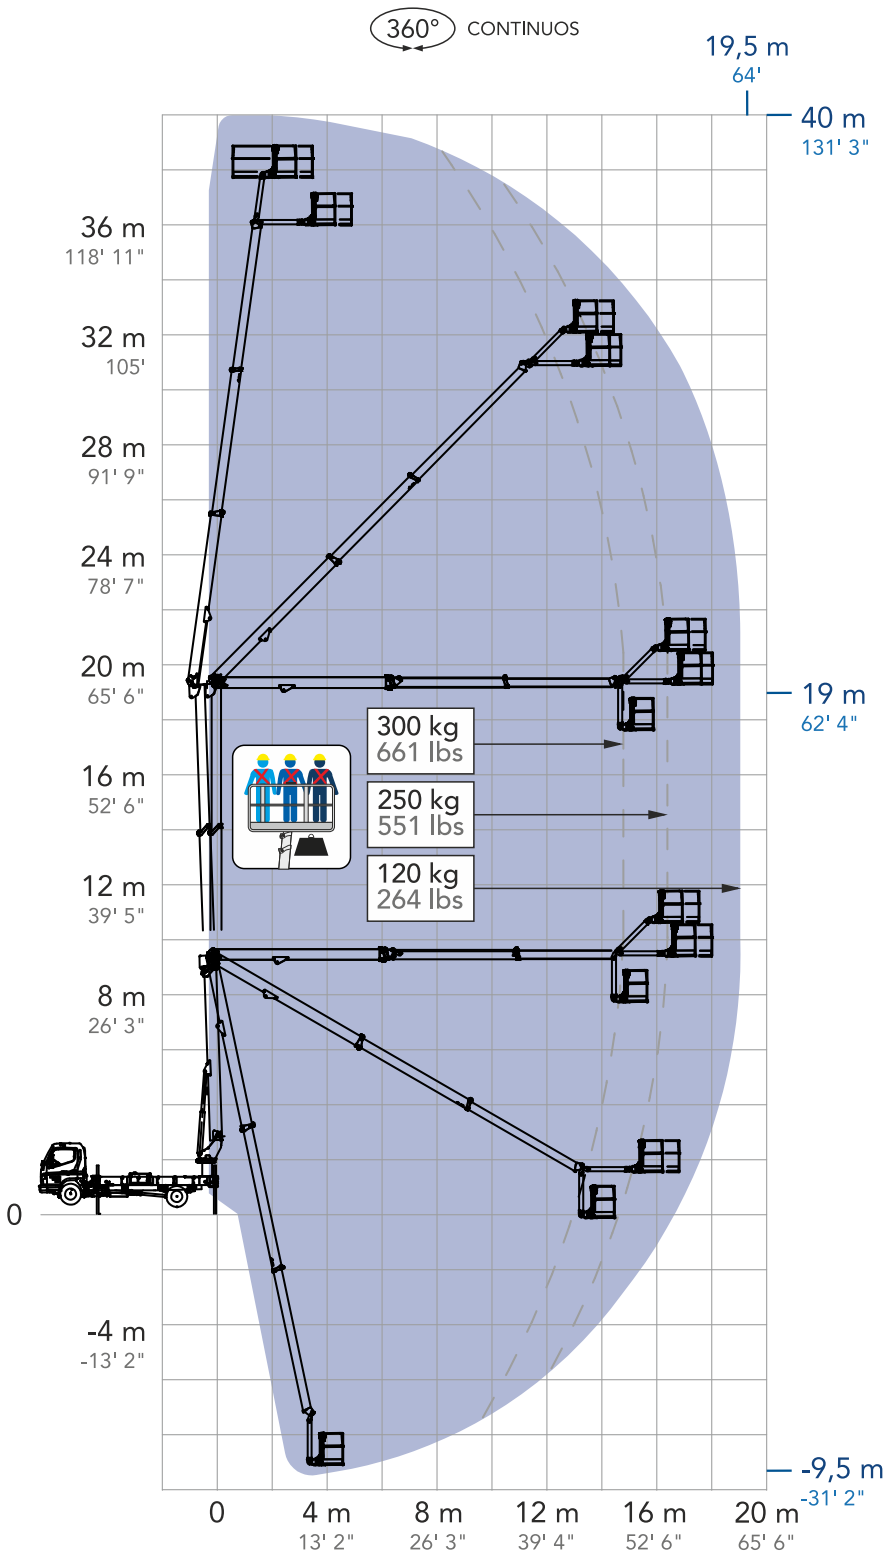 360° CONTINUOS
19,5 m
64'
40 m
131' 3"
36 m
118' 11"
32 m
105'
28 m
91' 9"
24 m
78' 7"
20 m
65' 6"
19 m
62' 4"
300 kg
661 lbs
16 m
52' 6"
250 kg
551 lbs
12 m
39' 5"
120 kg
264 lbs
8 m
26' 3"
0
-4 m
-13' 2"
-9,5 m
-31' 2"
0 4 m 8 m 12 m 16 m 20 m
13' 2" 26' 3" 39' 4" 52' 6" 65' 6"